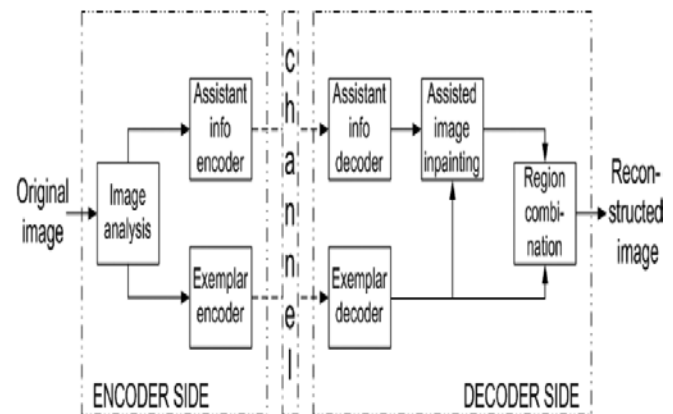 Original
image
Image
analysis
Assistant
info
encoder
Exemplar
encoder
ENCODER SIDE
c
h
a
n
n
e
l
Assistant
info
decoder
Exemplar
decoder
Assisted
image
inpainting
Region
combi-
nation
DECODER SIDE
Recon-
structed
image